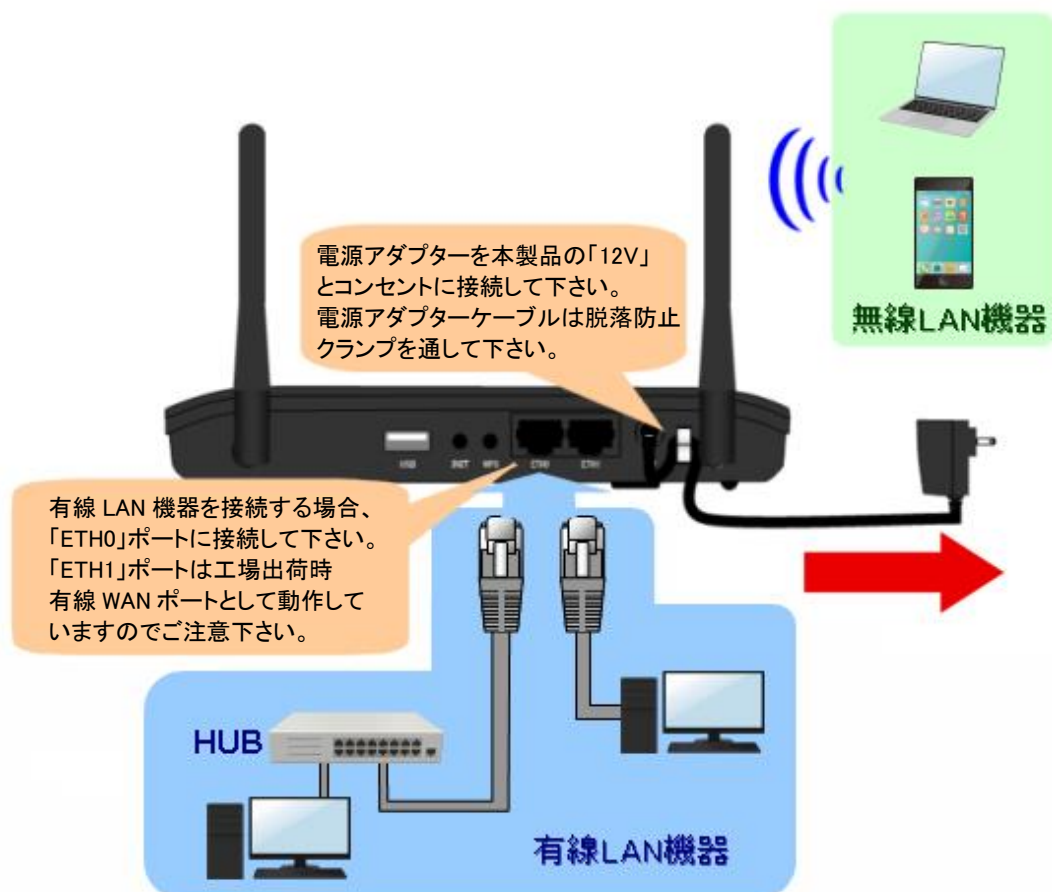 電源アダプターを本製品の「12V」
とコンセントに接続して下さい。
電源アダプターケーブルは脱落防止
クランプを通して下さい。
無線LAN機器
USB
INIT WPS ETH0 ETH1
有線 LAN 機器を接続する場合、
「ETH0」ポートに接続して下さい。
「ETH1」ポートは工場出荷時
有線 WAN ポートとして動作して
いますのでご注意下さい。
HUB
有線LAN機器